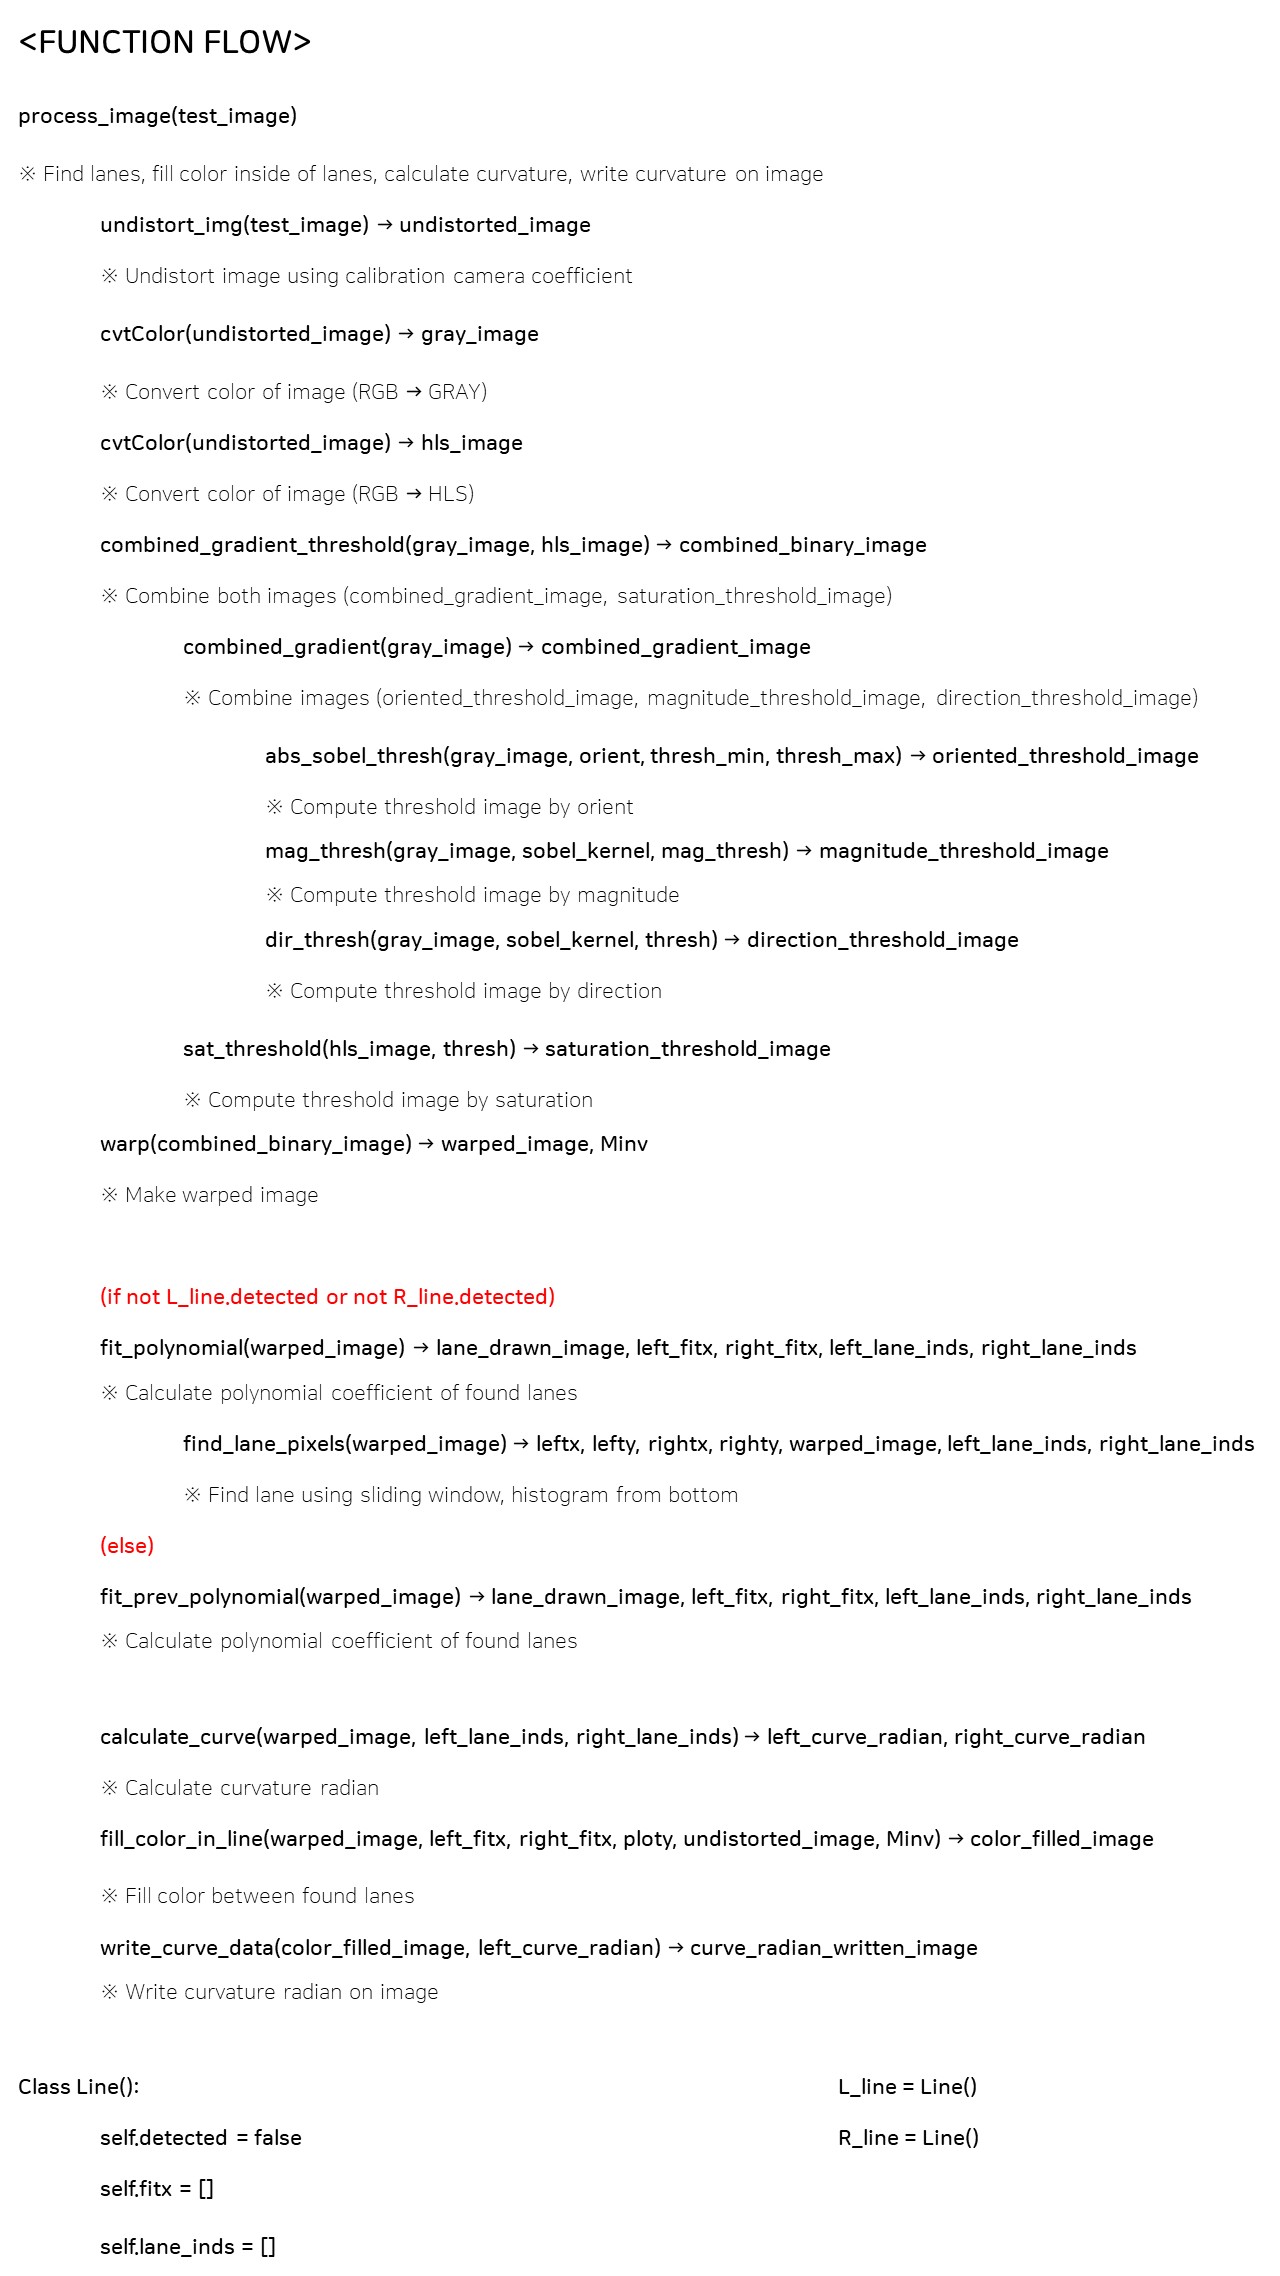 <FUNCTION FLOW>
process_image(test_image)
※ Find lanes, fill color inside of lanes, calculate curvature, write curvature on image
undistort_img(test_image) → undistorted_image
※ Undistort image using calibration camera coefficient
cvtColor(undistorted_image) → gray_image
※ Convert color of image (RGB → GRAY)
cvtColor(undistorted_image) → hls_image
※ Convert color of image (RGB → HLS)
combined_gradient_threshold(gray_image, hls_image) → combined_binary_image
※ Combine both images (combined_gradient_image, saturation_threshold_image)
combined_gradient(gray_image) → combined_gradient_image
※ Combine images (oriented_threshold_image, magnitude_threshold_image, direction_threshold_image)
abs_sobel_thresh(gray_image, orient, thresh_min, thresh_max) → oriented_threshold_image
※ Compute threshold image by orient
mag_thresh(gray_image, sobel_kernel, mag_thresh) → magnitude_threshold_image
※ Compute threshold image by magnitude
dir_thresh(gray_image, sobel_kernel, thresh) → direction_threshold_image
※ Compute threshold image by direction
sat_threshold(hls_image, thresh) → saturation_threshold_image
※ Compute threshold image by saturation
warp(combined_binary_image) → warped_image, Minv
※ Make warped image
(if not L_line.detected or not R_line.detected)
fit_polynomial(warped_image) → lane_drawn_image, left_fitx, right_fitx, left_lane_inds, right_lane_inds
※ Calculate polynomial coefficient of found lanes
find_lane_pixels(warped_image) → leftx, lefty, rightx, righty, warped_image, left_lane_inds, right_lane_inds
※ Find lane using sliding window, histogram from bottom
(else)
fit_prev_polynomial(warped_image) → lane_drawn_image, left_fitx, right_fitx, left_lane_inds, right_lane_inds
※ Calculate polynomial coefficient of found lanes
calculate_curve(warped_image, left_lane_inds, right_lane_inds) → left_curve_radian, right_curve_radian
※ Calculate curvature radian
fill_color_in_line(warped_image, left_fitx, right_fitx, ploty, undistorted_image, Minv) → color_filled_image
※ Fill color between found lanes
write_curve_data(color_filled_image, left_curve_radian) → curve_radian_written_image
※ Write curvature radian on image
Class Line():
self.detected = false
self.fitx = []
self.lane_inds = []
L_line = Line()
R_line = Line()